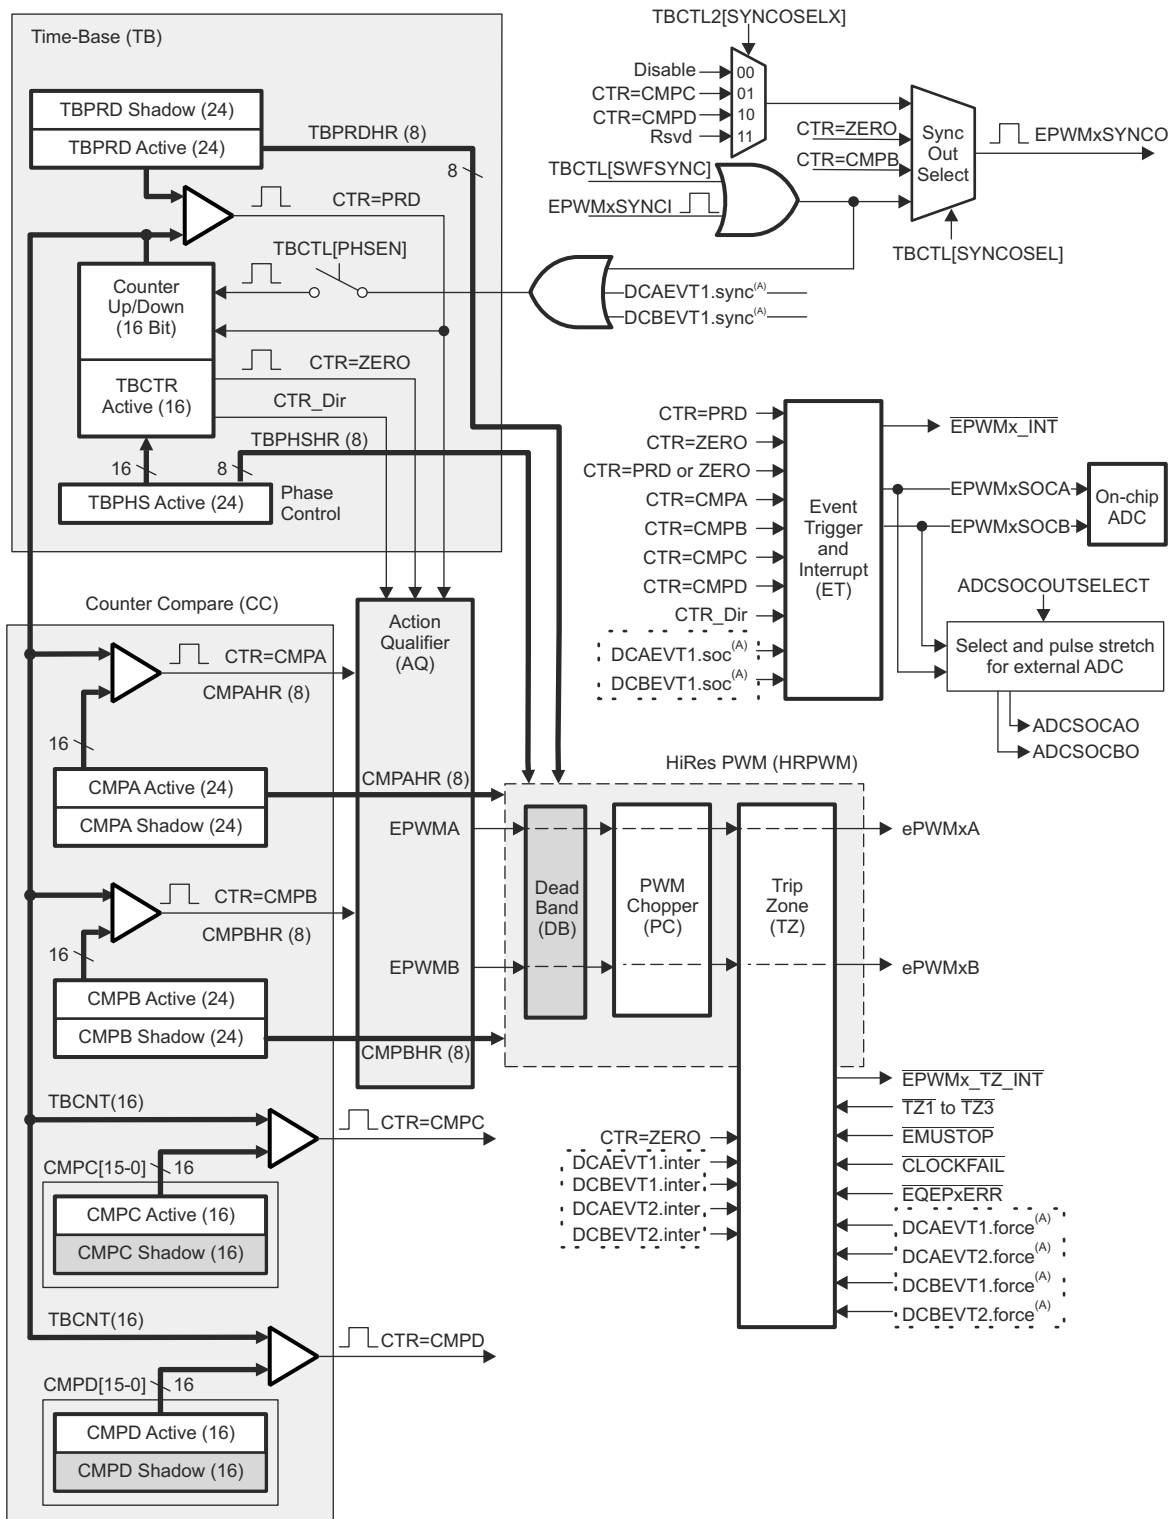 Time-Base (TB)
TBPRD Shadow (24)
TBPRD Active (24)
TBPRDHR (8)
8
CTR=PRD
TBCTL[PHSEN]
Counter
Up/Down
(16 Bit)
CTR=ZERO
TBCTR
Active (16)
CTR_Dir
TBPHSHR (8)
16
8
TBPHS Active (24)
Phase
Control
TBCTL2[SYNCOSELX]
Disable
00
CTR=CMPC
01
CTR=CMPD
10
Rsvd
11
CTR=ZERO
CTR=CMPB
Sync
Out
Select
EPWMxSYNCO
TBCTL[SWFSYNC]
EPWMxSYNCI
TBCTL[SYNCOSEL]
DCAEVT1.sync(A)
DCBEVT1.sync(A)
CTR=PRD
CTR=ZERO
CTR=PRD or ZERO
CTR=CMPA
CTR=CMPB
CTR=CMPC
CTR=CMPD
CTR_Dir
DCAEVT1.soc(A)
DCBEVT1.soc(A)
Event
Trigger
and
Interrupt
(ET)
EPWMx_INT
EPWMxSOCA
EPWMxSOCB
On-chip
ADC
ADCSOCOUTSELECT
Select and pulse stretch
for external ADC
ADCSOCAO
ADCSOCBO
Counter Compare (CC)
CTR=CMPA
CMPAHR (8)
16
CMPA Active (24)
CMPA Shadow (24)
CTR=CMPB
CMPBHR (8)
16
CMPB Active (24)
CMPB Shadow (24)
TBCNT(16)
CTR=CMPC
CMPC[15-0]
16
CMPC Active (16)
CMPC Shadow (16)
TBCNT(16)
CTR=CMPD
CMPD[15-0]
16
CMPD Active (16)
CMPD Shadow (16)
Action
Qualifier
(AQ)
CMPAHR (8)
EPWMA
EPWMB
CMPBHR (8)
HiRes PWM (HRPWM)
Dead
Band
(DB)
PWM
Chopper
(PC)
Trip
Zone
(TZ)
ePWMxA
ePWMxB
EPWMx_TZ_INT
TZ1 to TZ3
EMUSTOP
CLOCKFAIL
EQEPxERR
DCAEVT1.force(A)
DCAEVT2.force(A)
DCBEVT1.force(A)
DCBEVT2.force(A)
CTR=ZERO
DCAEVT1.inter
DCBEVT1.inter
DCAEVT2.inter
DCBEVT2.inter